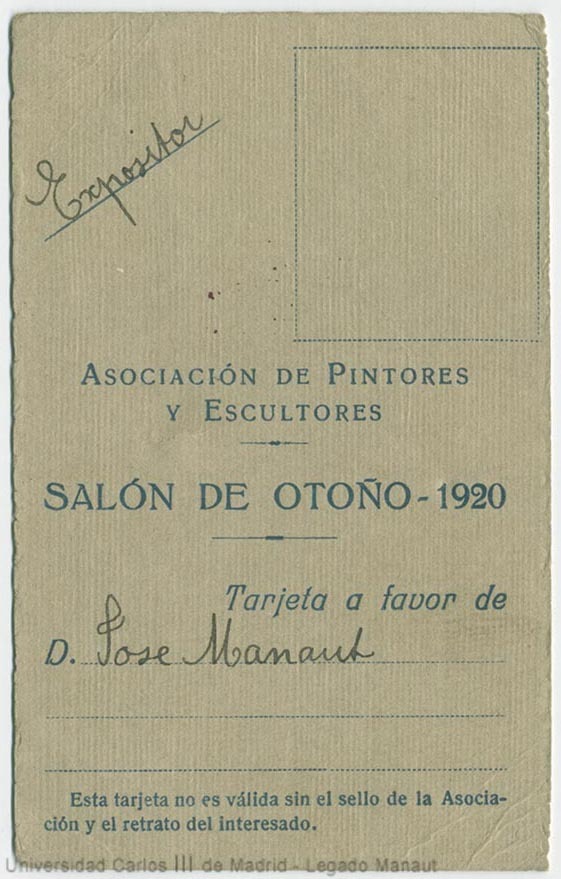 Expositor
ASOCIACIÓN DE PINTORES
Y ESCULTORES
SALÓN DE OTOÑO - 1920
Tarjeta a favor de
D. Jose Manaut
Esta tarjeta no es válida sin el sello de la Asocia-
ción y el retrato del interesado.
Universidad Carlos III de Madrid - Legado Manaut